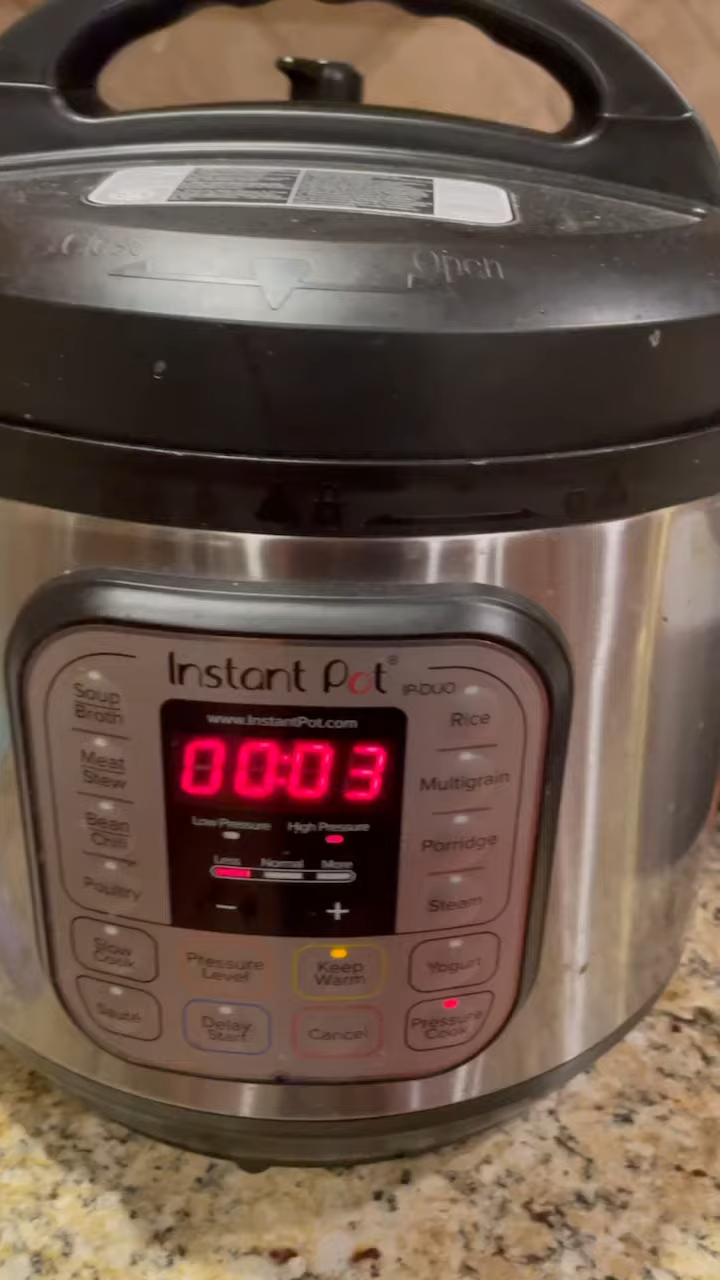 Close
Open
Instant Pot®
IP-DUO
www.InstantPot.com
00:03
Low Pressure
High Pressure
Less
Normal
More
−
+
Soup
Broth
Meat
Stew
Bean
Chili
Poultry
Slow
Cook
Sauté
Rice
Multigrain
Porridge
Steam
Pressure
Level
Keep
Warm
Yogurt
Delay
Start
Cancel
Pressure
Cook